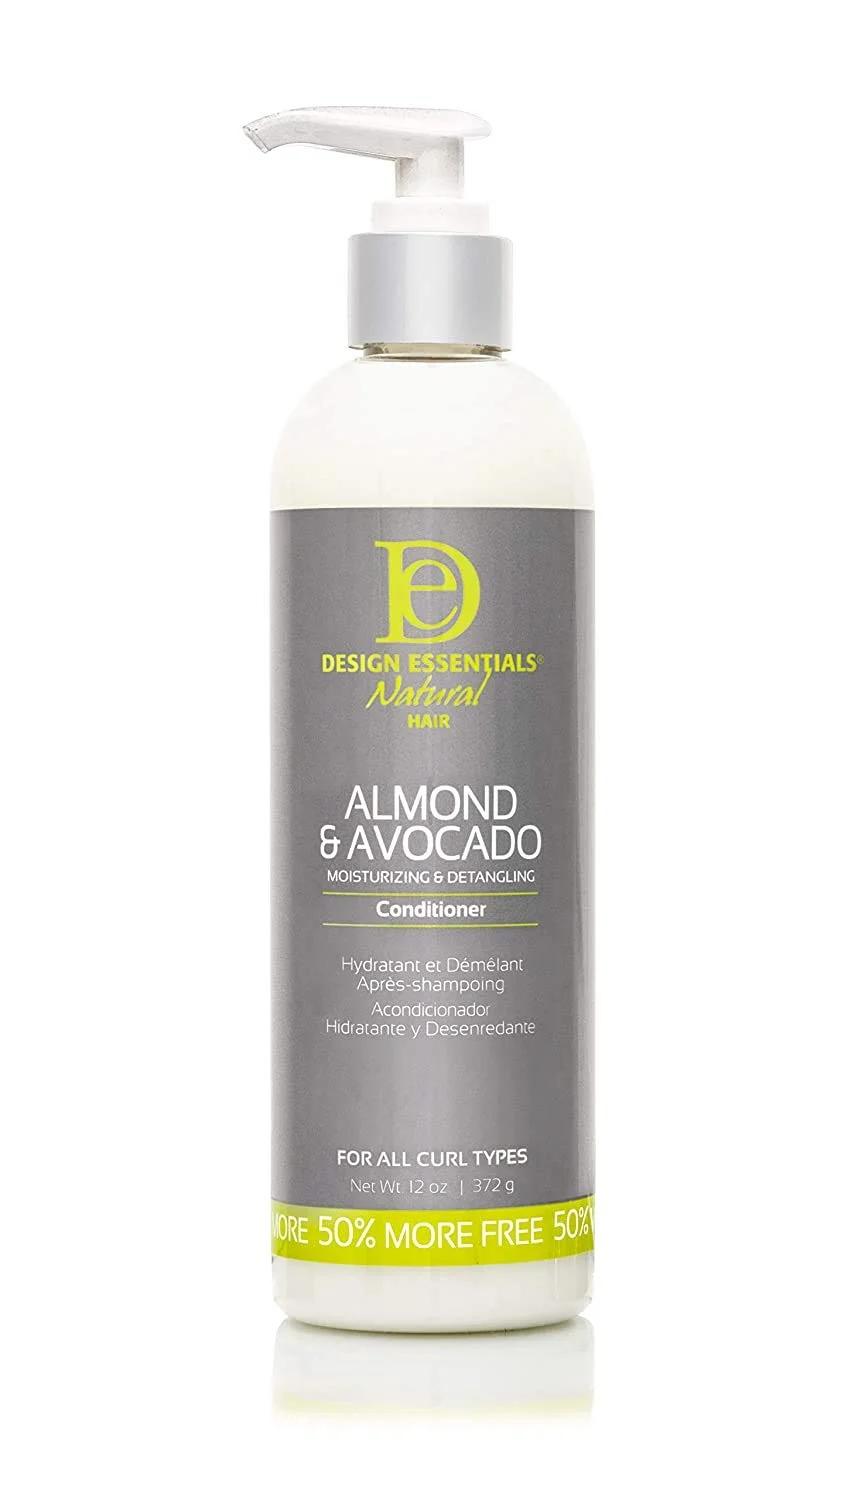 De
DESIGN ESSENTIALS®
Natural
HAIR
ALMOND
& AVOCADO
MOISTURIZING & DETANGLING
Conditioner
Hydratant et Démêlant
Après-shampoing
Acondicionador
Hidratante y Desenredante
FOR ALL CURL TYPES
Net Wt. 12 oz | 372 g
MORE 50% MORE FREE 50%